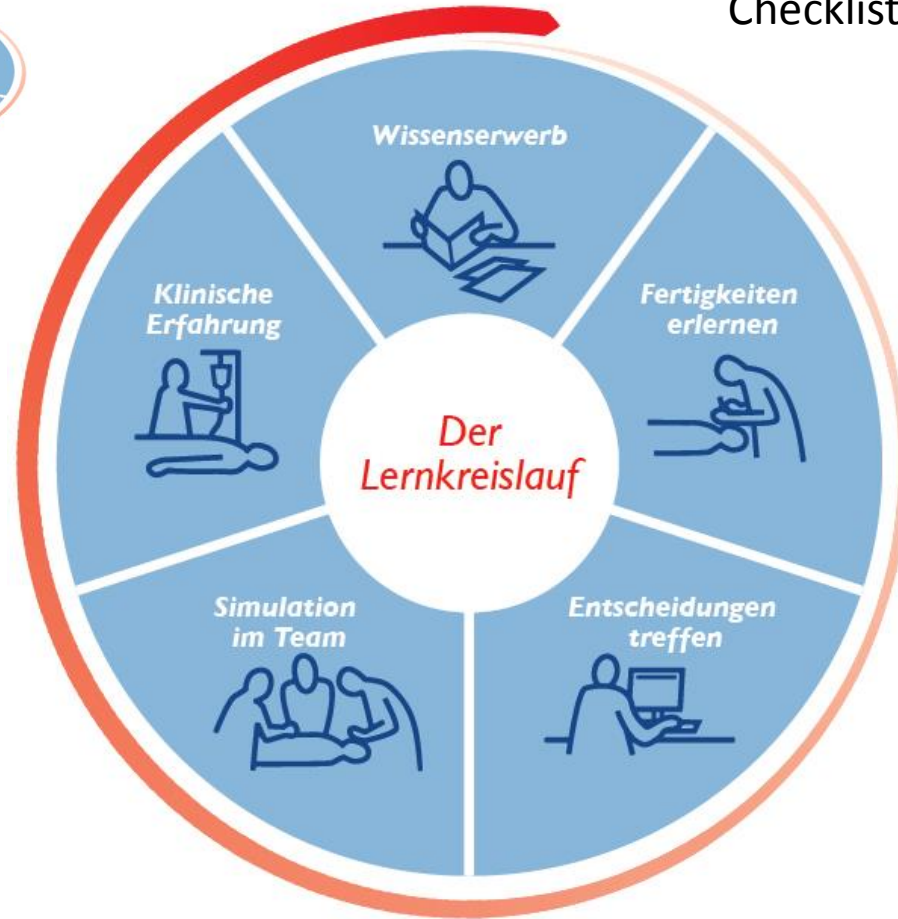 Checklist
Wissenserwerb
Fertigkeiten
erlernen
Entscheidungen
treffen
Simulation
im Team
Klinische
Erfahrung
Der
Lernkreislauf